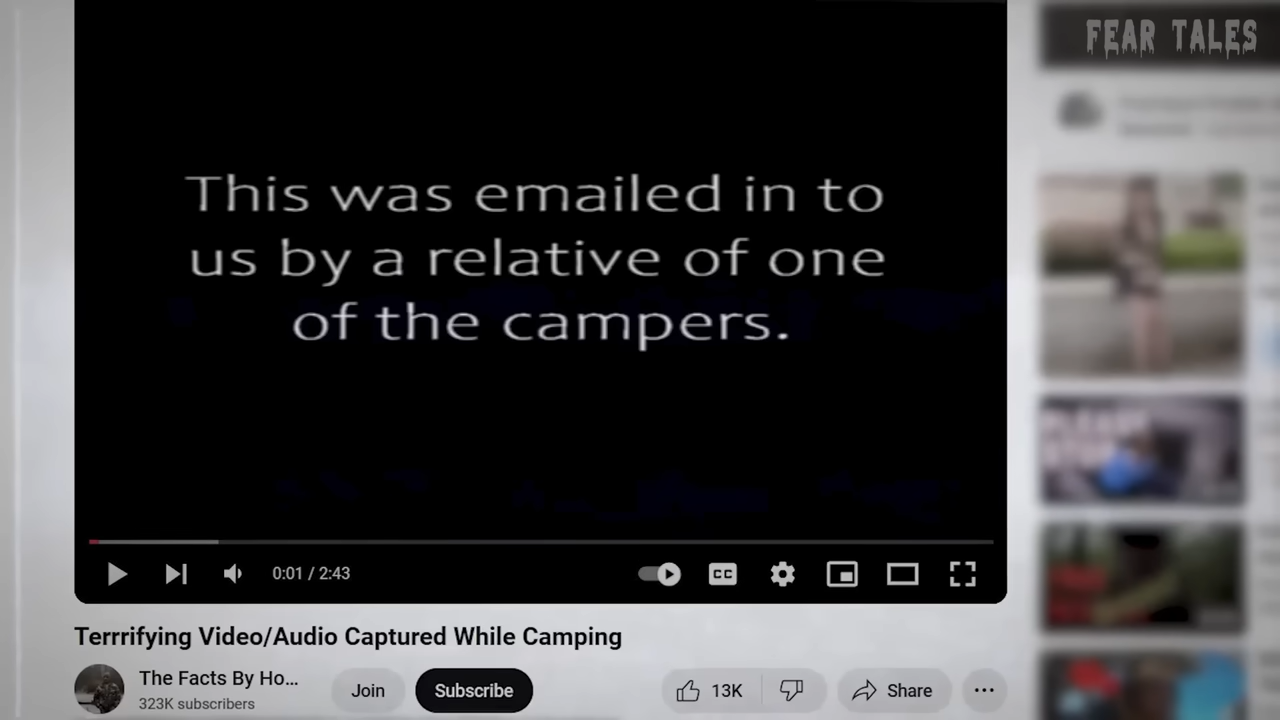 FEAR TALES
This was emailed in to
us by a relative of one
of the campers.
0:01 / 2:43
CC
Terrrifying Video/Audio Captured While Camping
The Facts By Ho...
323K subscribers
Join
Subscribe
13K
Share